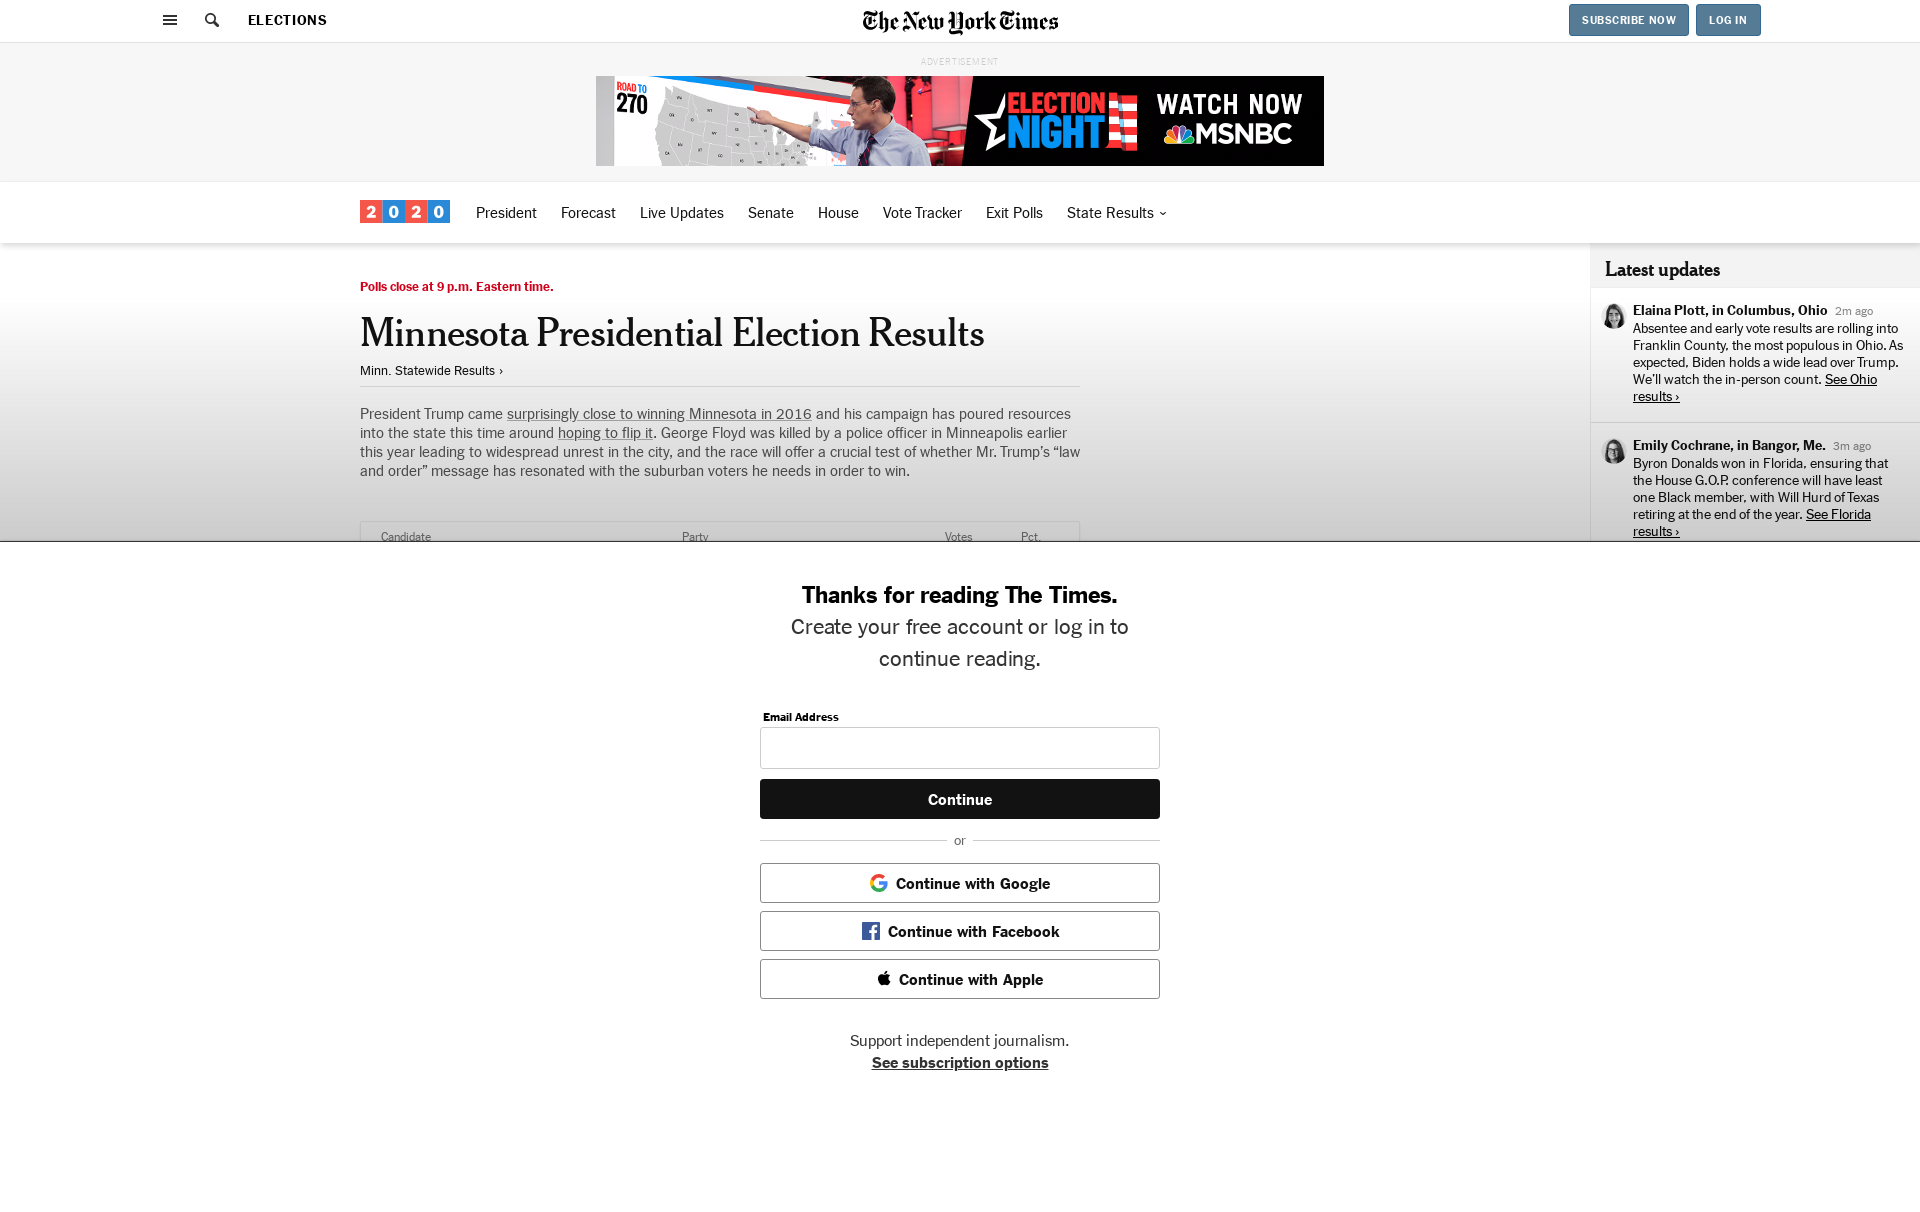 ELECTIONS
The New York Times
SUBSCRIBE NOW
LOG IN
ADVERTISEMENT
ROAD TO
270
ELECTION
NIGHT
WATCH NOW
MSNBC
2020
President
Forecast
Live Updates
Senate
House
Vote Tracker
Exit Polls
State Results
Polls close at 9 p.m. Eastern time.
Minnesota Presidential Election Results
Minn. Statewide Results ›
President Trump came surprisingly close to winning Minnesota in 2016 and his campaign has poured resources
into the state this time around hoping to flip it. George Floyd was killed by a police officer in Minneapolis earlier
this year leading to widespread unrest in the city, and the race will offer a crucial test of whether Mr. Trump’s “law
and order” message has resonated with the suburban voters he needs in order to win.
Candidate
Party
Votes
Pct.
Latest updates
Elaina Plott, in Columbus, Ohio 2m ago
Absentee and early vote results are rolling into
Franklin County, the most populous in Ohio. As
expected, Biden holds a wide lead over Trump.
We’ll watch the in-person count. See Ohio
results ›
Emily Cochrane, in Bangor, Me. 3m ago
Byron Donalds won in Florida, ensuring that
the House G.O.P. conference will have least
one Black member, with Will Hurd of Texas
retiring at the end of the year. See Florida
results ›
Thanks for reading The Times.
Create your free account or log in to
continue reading.
Email Address
Continue
or
Continue with Google
Continue with Facebook
Continue with Apple
Support independent journalism.
See subscription options